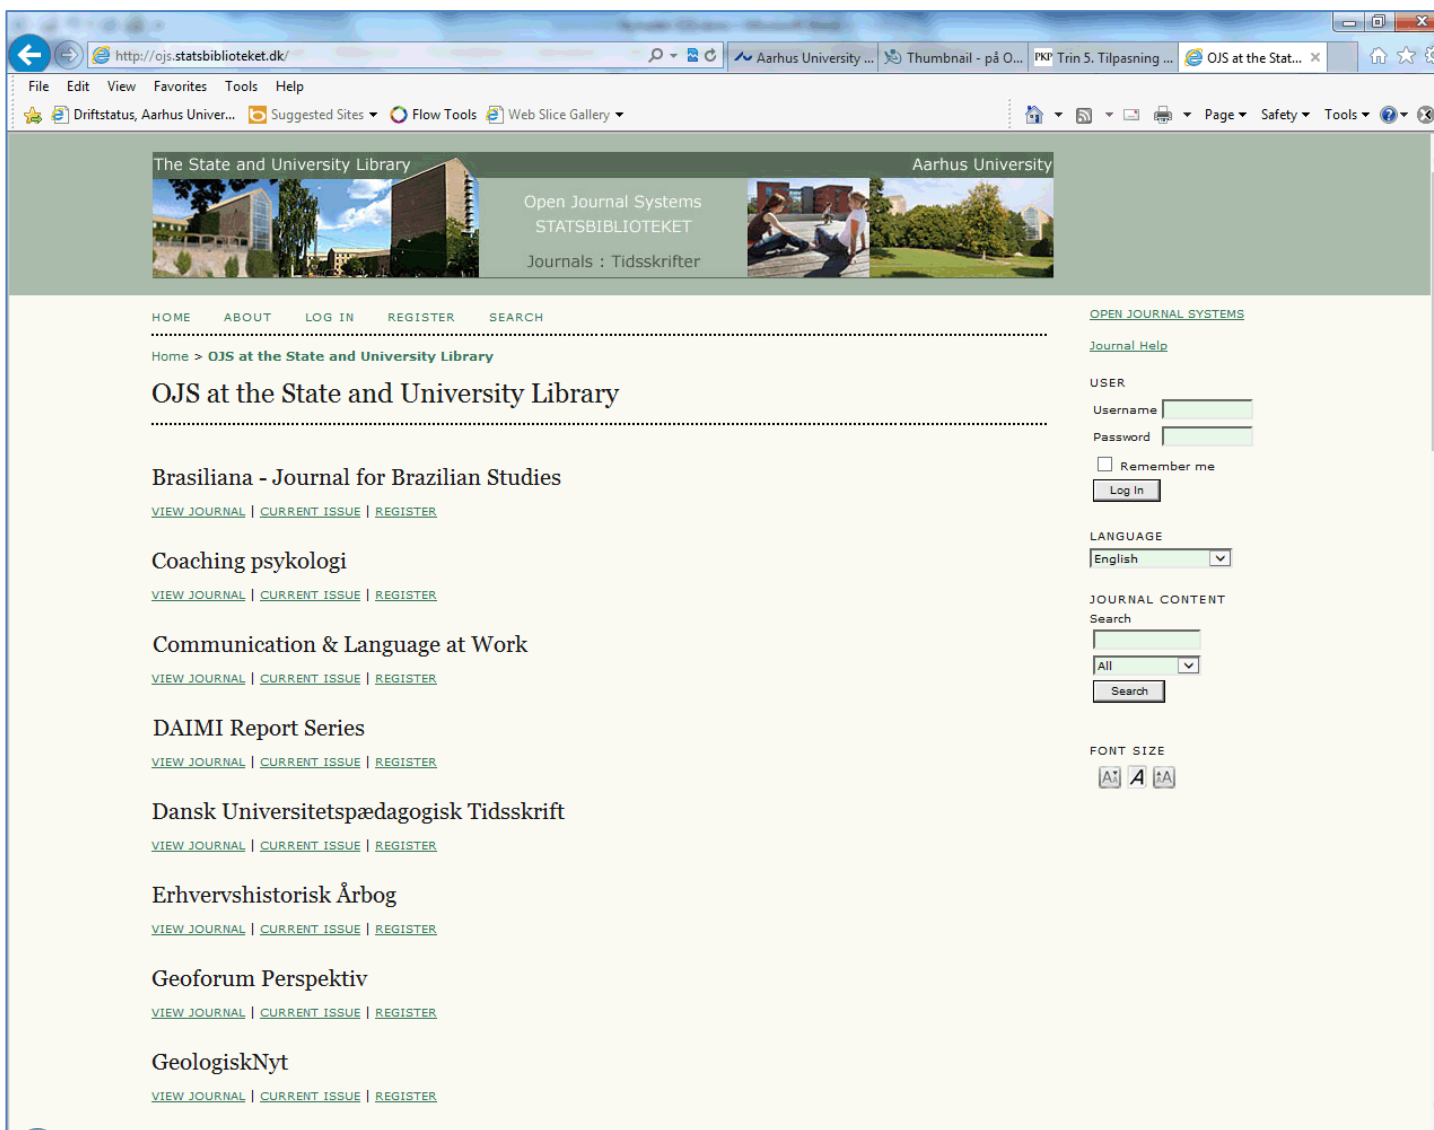 http://ojs.statsbiblioteket.dk/
Aarhus University ...
Thumbnail - på O...
PKP Trin 5. Tilpasning ...
OJS at the Stat...
File Edit View Favorites Tools Help
Driftstatus, Aarhus Univer... Suggested Sites Flow Tools Web Slice Gallery
Page Safety Tools
The State and University Library
Aarhus University
Open Journal Systems
STATSBIBLIOTEKET
Journals : Tidsskrifter
HOME ABOUT LOG IN REGISTER SEARCH
Home > OJS at the State and University Library
OJS at the State and University Library
Brasiliana - Journal for Brazilian Studies
VIEW JOURNAL | CURRENT ISSUE | REGISTER
Coaching psykologi
VIEW JOURNAL | CURRENT ISSUE | REGISTER
Communication & Language at Work
VIEW JOURNAL | CURRENT ISSUE | REGISTER
DAIMI Report Series
VIEW JOURNAL | CURRENT ISSUE | REGISTER
Dansk Universitetspædagogisk Tidsskrift
VIEW JOURNAL | CURRENT ISSUE | REGISTER
Erhvervshistorisk Årbog
VIEW JOURNAL | CURRENT ISSUE | REGISTER
Geoforum Perspektiv
VIEW JOURNAL | CURRENT ISSUE | REGISTER
GeologiskNyt
VIEW JOURNAL | CURRENT ISSUE | REGISTER
OPEN JOURNAL SYSTEMS
Journal Help
USER
Username
Password
Remember me
Log In
LANGUAGE
English
JOURNAL CONTENT
Search
All
Search
FONT SIZE
A A A